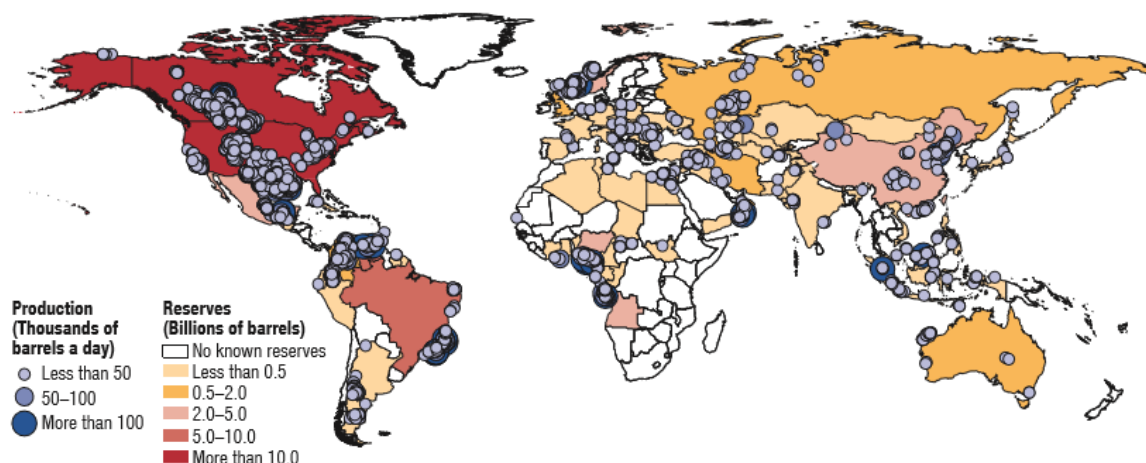 Production
(Thousands of
barrels a day)
Less than 50
50–100
More than 100
Reserves
(Billions of barrels)
No known reserves
Less than 0.5
0.5–2.0
2.0–5.0
5.0–10.0
More than 10.0